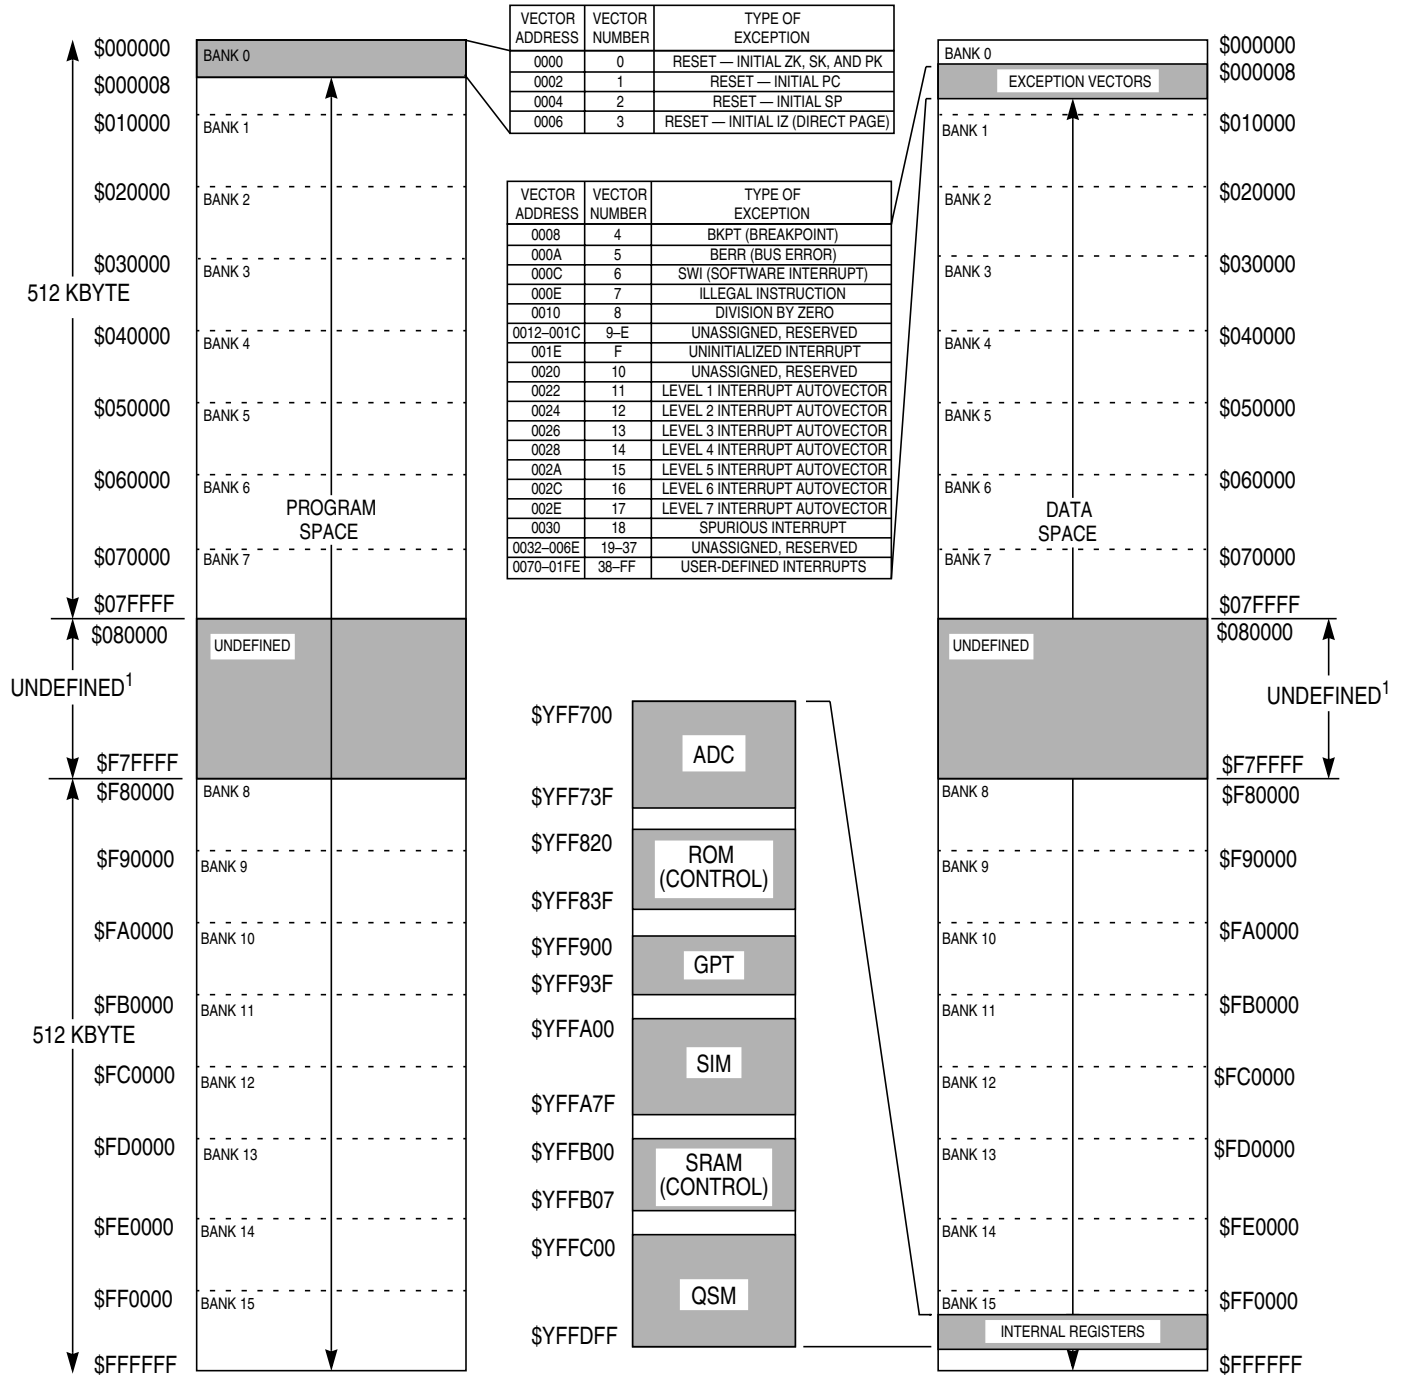 $000000
$000008
$010000
$020000
$030000
512 KBYTE
$040000
$050000
$060000
$070000
$07FFFF
$080000
UNDEFINED1
$F7FFFF
$F80000
$F90000
$FA0000
$FB0000
512 KBYTE
$FC0000
$FD0000
$FE0000
$FF0000
$FFFFFF
BANK 0
BANK 1
BANK 2
BANK 3
BANK 4
BANK 5
BANK 6
PROGRAM
SPACE
BANK 7
UNDEFINED
BANK 8
BANK 9
BANK 10
BANK 11
BANK 12
BANK 13
BANK 14
BANK 15
VECTOR ADDRESS VECTOR NUMBER TYPE OF EXCEPTION
0000 0 RESET — INITIAL ZK, SK, AND PK
0002 1 RESET — INITIAL PC
0004 2 RESET — INITIAL SP
0006 3 RESET — INITIAL IZ (DIRECT PAGE)
VECTOR ADDRESS VECTOR NUMBER TYPE OF EXCEPTION
0008 4 BKPT (BREAKPOINT)
000A 5 BERR (BUS ERROR)
000C 6 SWI (SOFTWARE INTERRUPT)
000E 7 ILLEGAL INSTRUCTION
0010 8 DIVISION BY ZERO
0012–001C 9–E UNASSIGNED, RESERVED
001E F UNINITIALIZED INTERRUPT
0020 10 UNASSIGNED, RESERVED
0022 11 LEVEL 1 INTERRUPT AUTOVECTOR
0024 12 LEVEL 2 INTERRUPT AUTOVECTOR
0026 13 LEVEL 3 INTERRUPT AUTOVECTOR
0028 14 LEVEL 4 INTERRUPT AUTOVECTOR
002A 15 LEVEL 5 INTERRUPT AUTOVECTOR
002C 16 LEVEL 6 INTERRUPT AUTOVECTOR
002E 17 LEVEL 7 INTERRUPT AUTOVECTOR
0030 18 SPURIOUS INTERRUPT
0032–006E 19–37 UNASSIGNED, RESERVED
0070–01FE 38–FF USER-DEFINED INTERRUPTS
$YFF700
ADC
$YFF73F
$YFF820
ROM
(CONTROL)
$YFF83F
$YFF900
GPT
$YFF93F
$YFFA00
SIM
$YFFA7F
$YFFB00
SRAM
(CONTROL)
$YFFB07
$YFFC00
QSM
$YFFDFF
BANK 0
EXCEPTION VECTORS
BANK 1
BANK 2
BANK 3
BANK 4
BANK 5
BANK 6
DATA
SPACE
BANK 7
UNDEFINED
BANK 8
BANK 9
BANK 10
BANK 11
BANK 12
BANK 13
BANK 14
BANK 15
INTERNAL REGISTERS
$000000
$000008
$010000
$020000
$030000
$040000
$050000
$060000
$070000
$07FFFF
$080000
UNDEFINED1
$F7FFFF
$F80000
$F90000
$FA0000
$FB0000
$FC0000
$FD0000
$FE0000
$FF0000
$FFFFFF